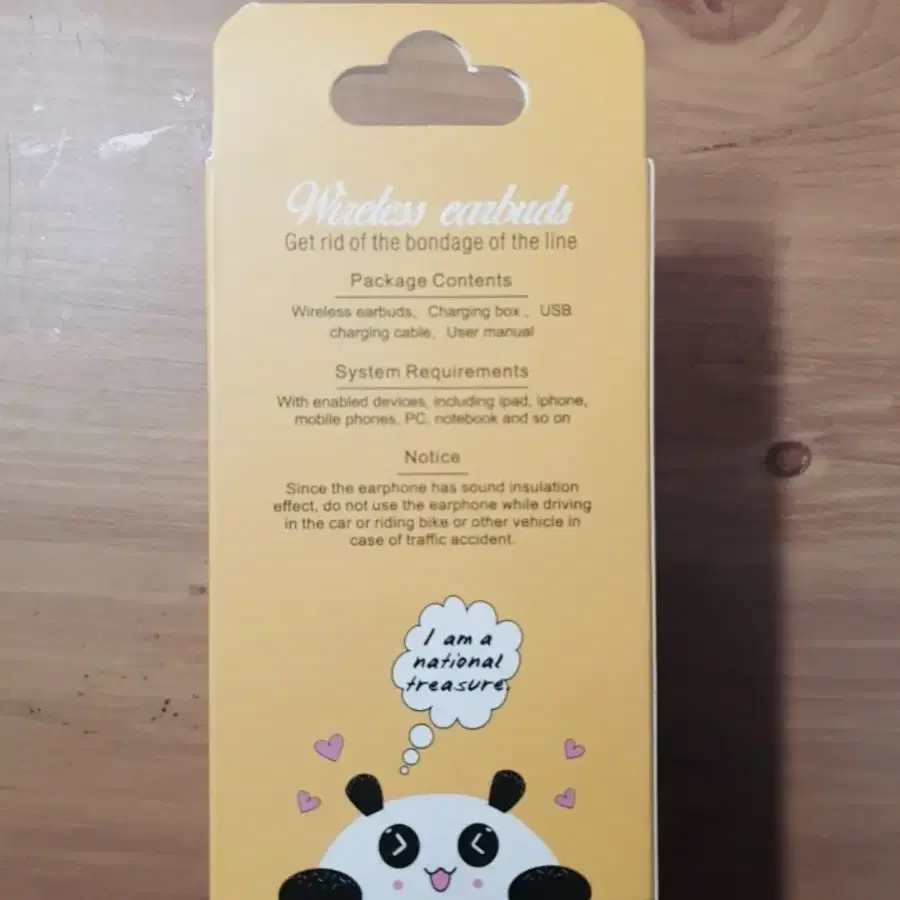 Wireless earbuds
Get rid of the bondage of the line
Package Contents
Wireless earbuds、Charging box 、USB
charging cable、User manual
System Requirements
With enabled devices, including ipad, iphone,
mobile phones, PC, notebook and so on
Notice
Since the earphone has sound insulation
effect, do not use the earphone while driving
in the car or riding bike or other vehicle in
case of traffic accident.
I am a
national
treasure.